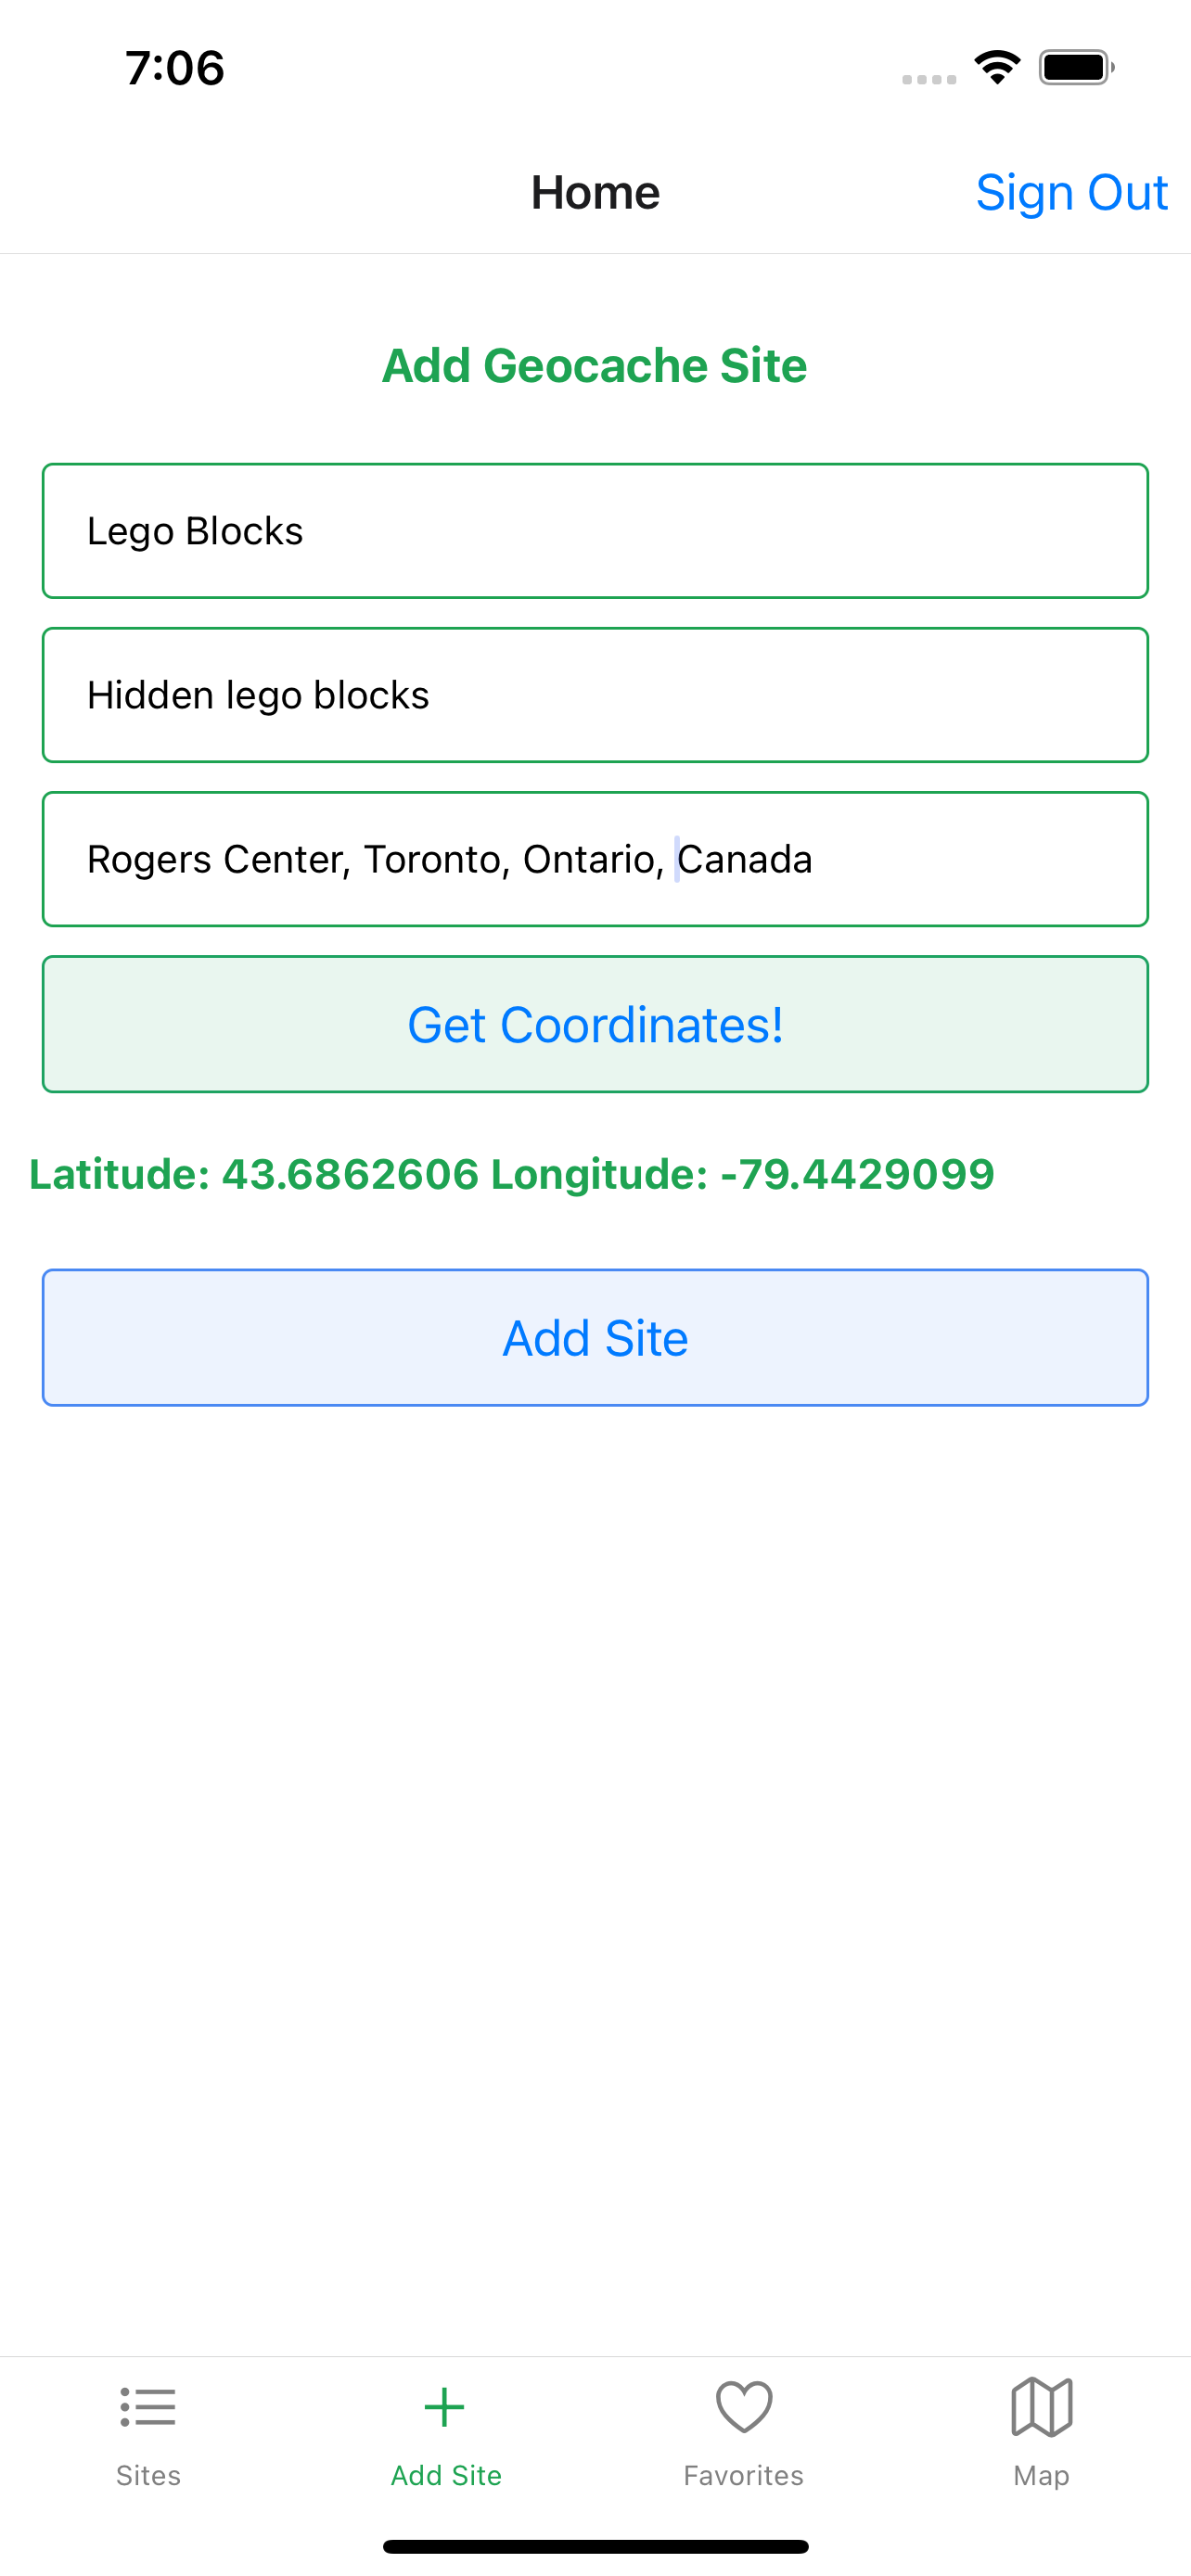 7:06
Home
Sign Out
Add Geocache Site
Lego Blocks
Hidden lego blocks
Rogers Center, Toronto, Ontario, Canada
Get Coordinates!
Latitude: 43.6862606 Longitude: -79.4429099
Add Site
Sites
Add Site
Favorites
Map